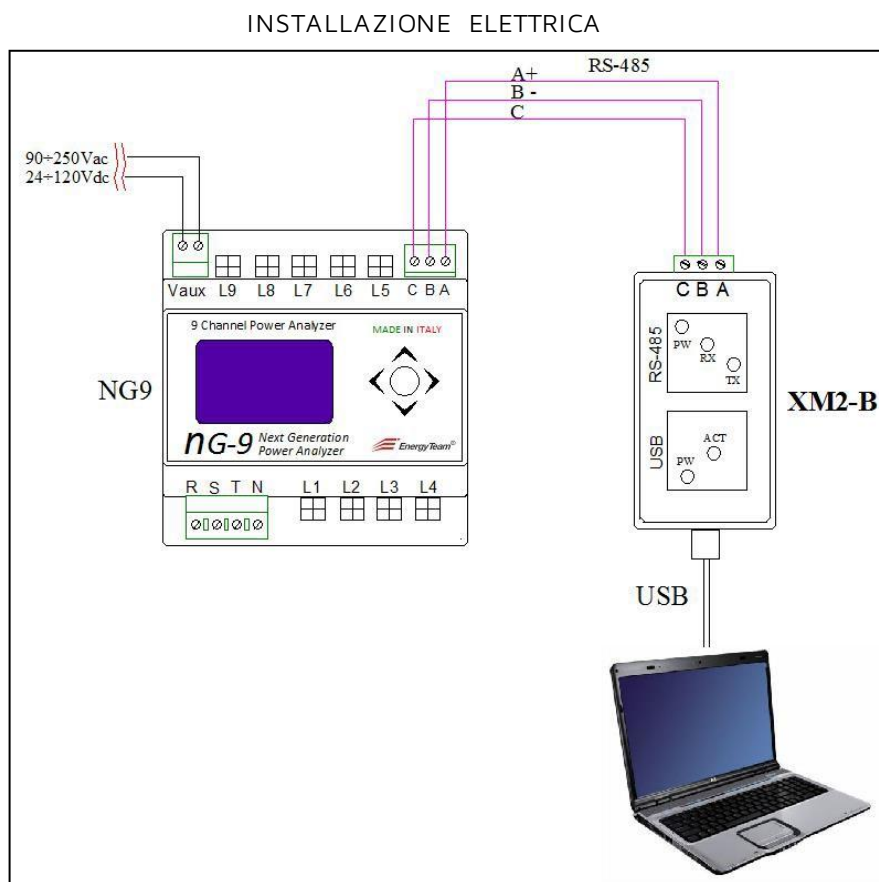 INSTALLAZIONE ELETTRICA
A+ RS-485
B -
C
90÷250Vac
24÷120Vdc
Vaux L9 L8 L7 L6 L5 C B A
9 Channel Power Analyzer MADE IN ITALY
NG9
nG-9 Next Generation
Power Analyzer
EnergyTeam®
R S T N L1 L2 L3 L4
C B A
RS-485
PW
RX
TX
XM2-B
USB
ACT
PW
USB